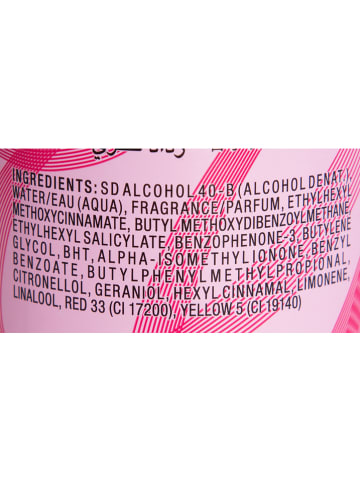 INGREDIENTS: SD ALCOHOL 40-B (ALCOHOL DENAT.),
WATER/EAU (AQUA), FRAGRANCE/PARFUM, ETHYLHEXYL
METHOXYCINNAMATE, BUTYL METHOXYDIBENZOYLMETHANE,
ETHYLHEXYL SALICYLATE, BENZOPHENONE-3, BUTYLENE
GLYCOL, BHT, ALPHA-ISOMETHYL IONONE, BENZYL
BENZOATE, BUTYLPHENYL METHYLPROPIONAL,
CITRONELLOL, GERANIOL, HEXYL CINNAMAL, LIMONENE,
LINALOOL, RED 33 (CI 17200), YELLOW 5 (CI 19140)